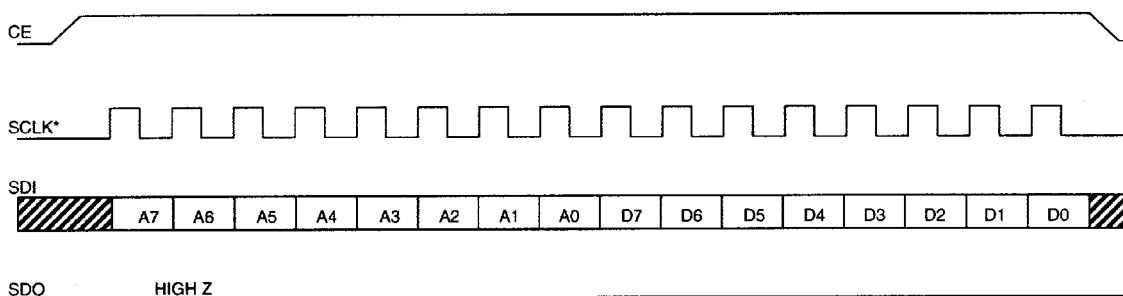 CE
SCLK*
SDI
A7 A6 A5 A4 A3 A2 A1 A0 D7 D6 D5 D4 D3 D2 D1 D0
SDO HIGH Z